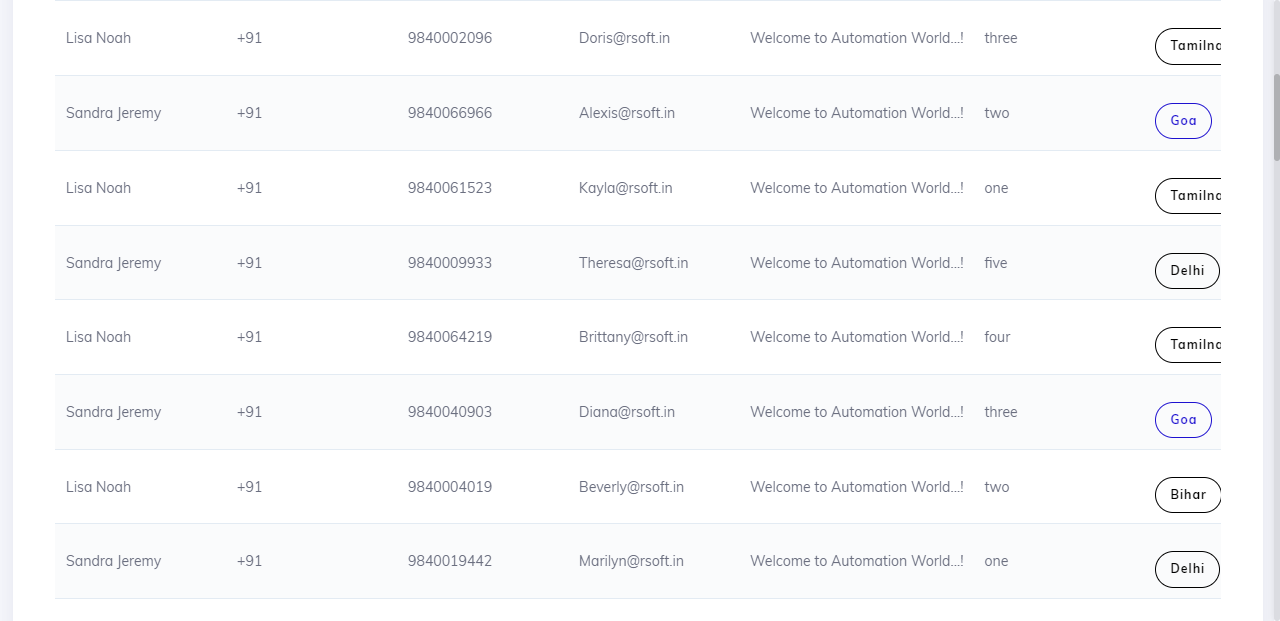 Lisa Noah +91 9840002096 Doris@rsoft.in Welcome to Automation World...! three Tamilna
Sandra Jeremy +91 9840066966 Alexis@rsoft.in Welcome to Automation World...! two Goa
Lisa Noah +91 9840061523 Kayla@rsoft.in Welcome to Automation World...! one Tamilna
Sandra Jeremy +91 9840009933 Theresa@rsoft.in Welcome to Automation World...! five Delhi
Lisa Noah +91 9840064219 Brittany@rsoft.in Welcome to Automation World...! four Tamilna
Sandra Jeremy +91 9840040903 Diana@rsoft.in Welcome to Automation World...! three Goa
Lisa Noah +91 9840004019 Beverly@rsoft.in Welcome to Automation World...! two Bihar
Sandra Jeremy +91 9840019442 Marilyn@rsoft.in Welcome to Automation World...! one Delhi